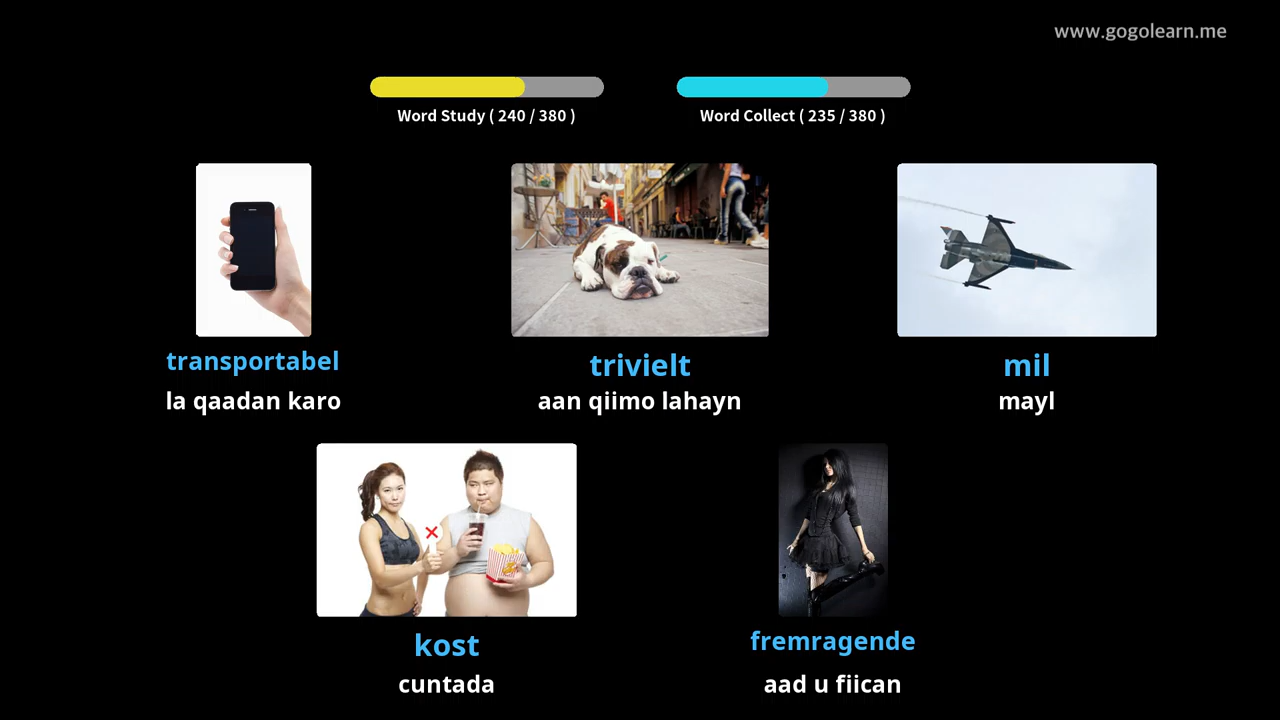 www.gogolearn.me
Word Study ( 240 / 380 )
Word Collect ( 235 / 380 )
transportabel
la qaadan karo
trivielt
aan qiimo lahayn
mil
mayl
kost
cuntada
fremragende
aad u fiican